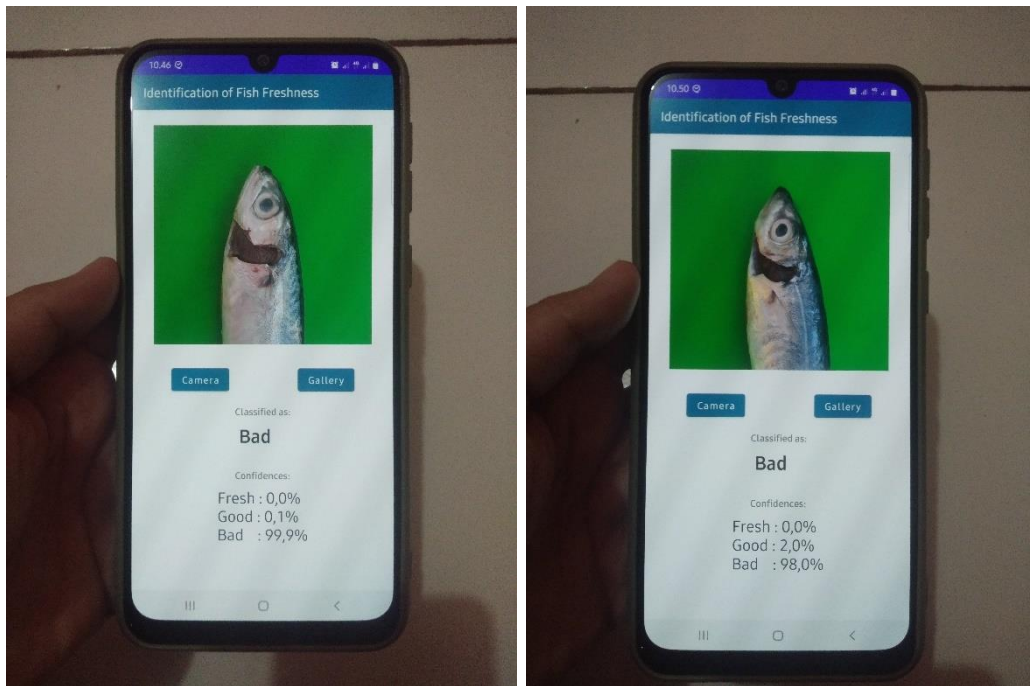 10.46
Identification of Fish Freshness
Camera
Gallery
Classified as:
Bad
Confidences:
Fresh : 0,0%
Good : 0,1%
Bad : 99,9%
10.50
Identification of Fish Freshness
Camera
Gallery
Classified as:
Bad
Confidences:
Fresh : 0,0%
Good : 2,0%
Bad : 98,0%